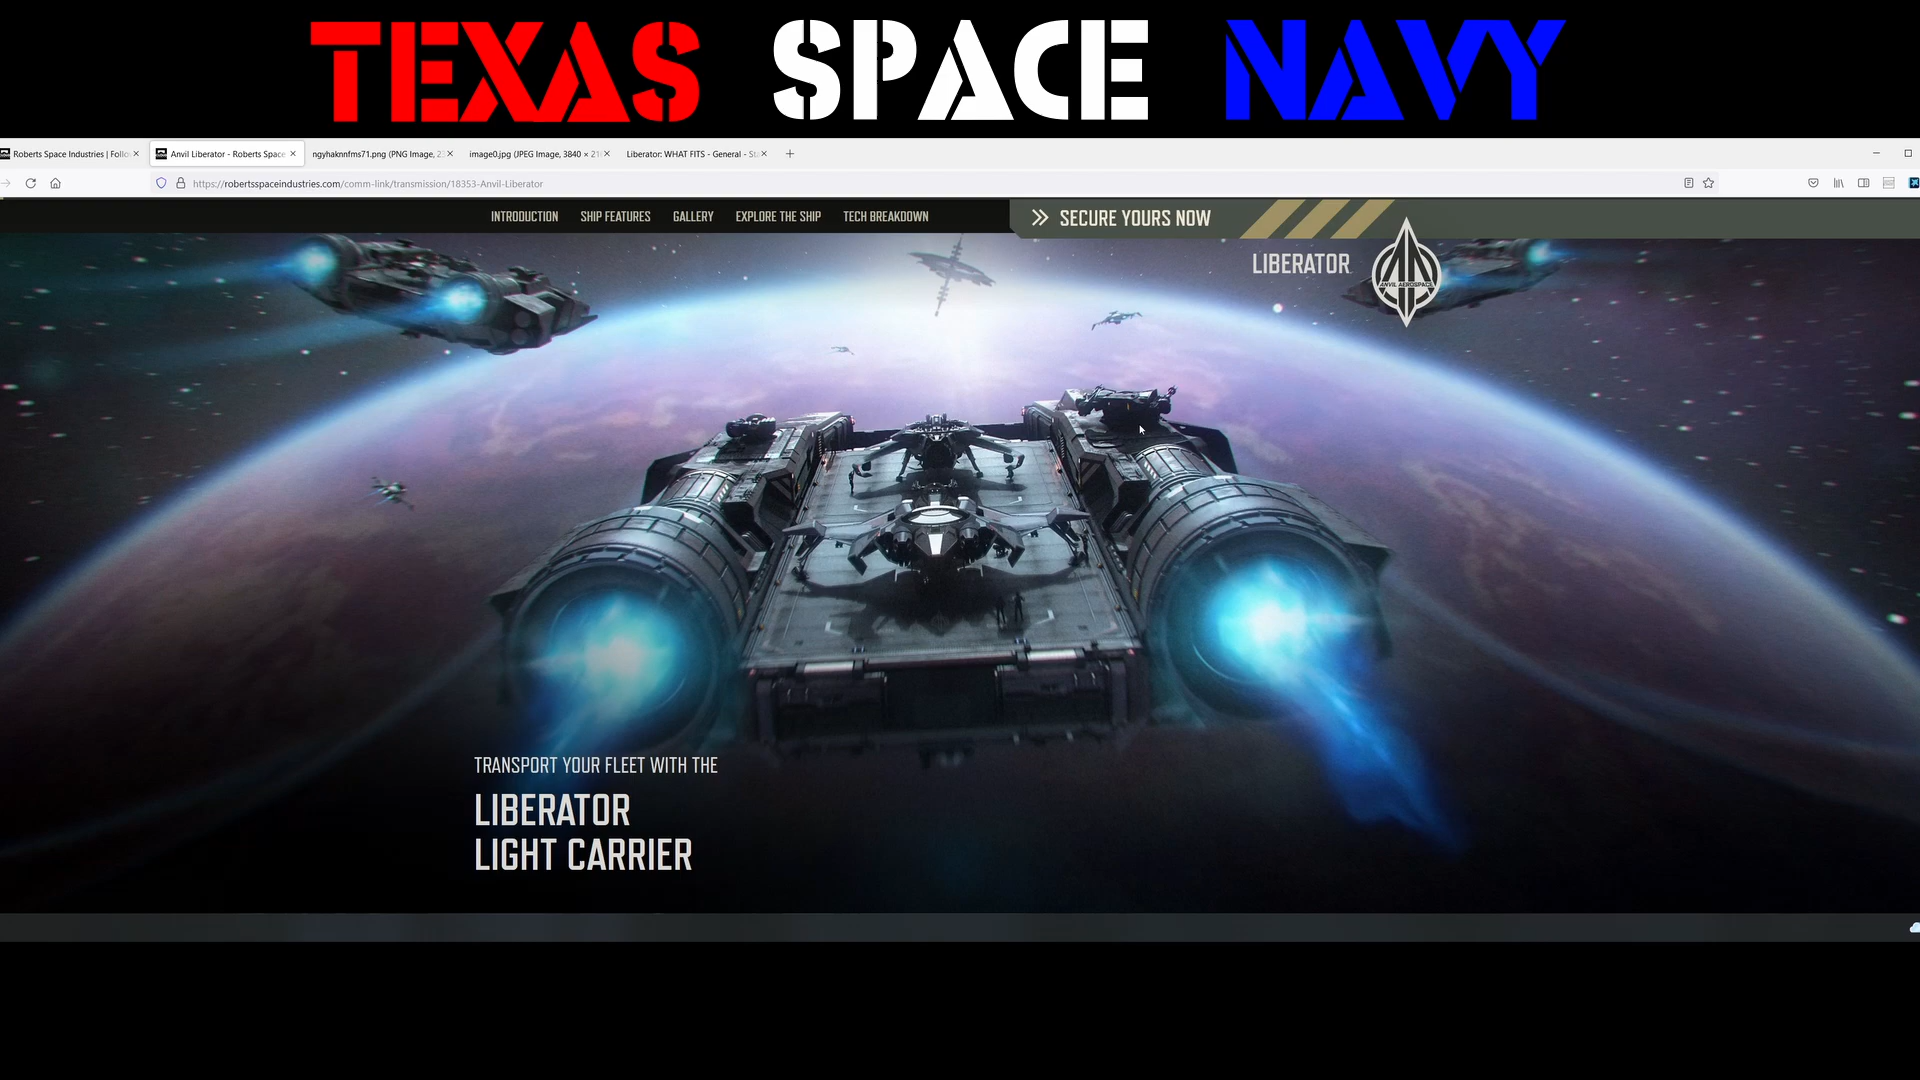 TEXAS SPACE NAVY
Roberts Space Industries | Follo
Anvil Liberator - Roberts Space
ngyhaknnfms71.png (PNG Image, 2
image0.jpg (JPEG Image, 3840 × 21
Liberator: WHAT FITS - General - St
https://robertsspaceindustries.com/comm-link/transmission/18353-Anvil-Liberator
INTRODUCTION
SHIP FEATURES
GALLERY
EXPLORE THE SHIP
TECH BREAKDOWN
SECURE YOURS NOW
LIBERATOR
ANVIL AEROSPACE
TRANSPORT YOUR FLEET WITH THE
LIBERATOR
LIGHT CARRIER